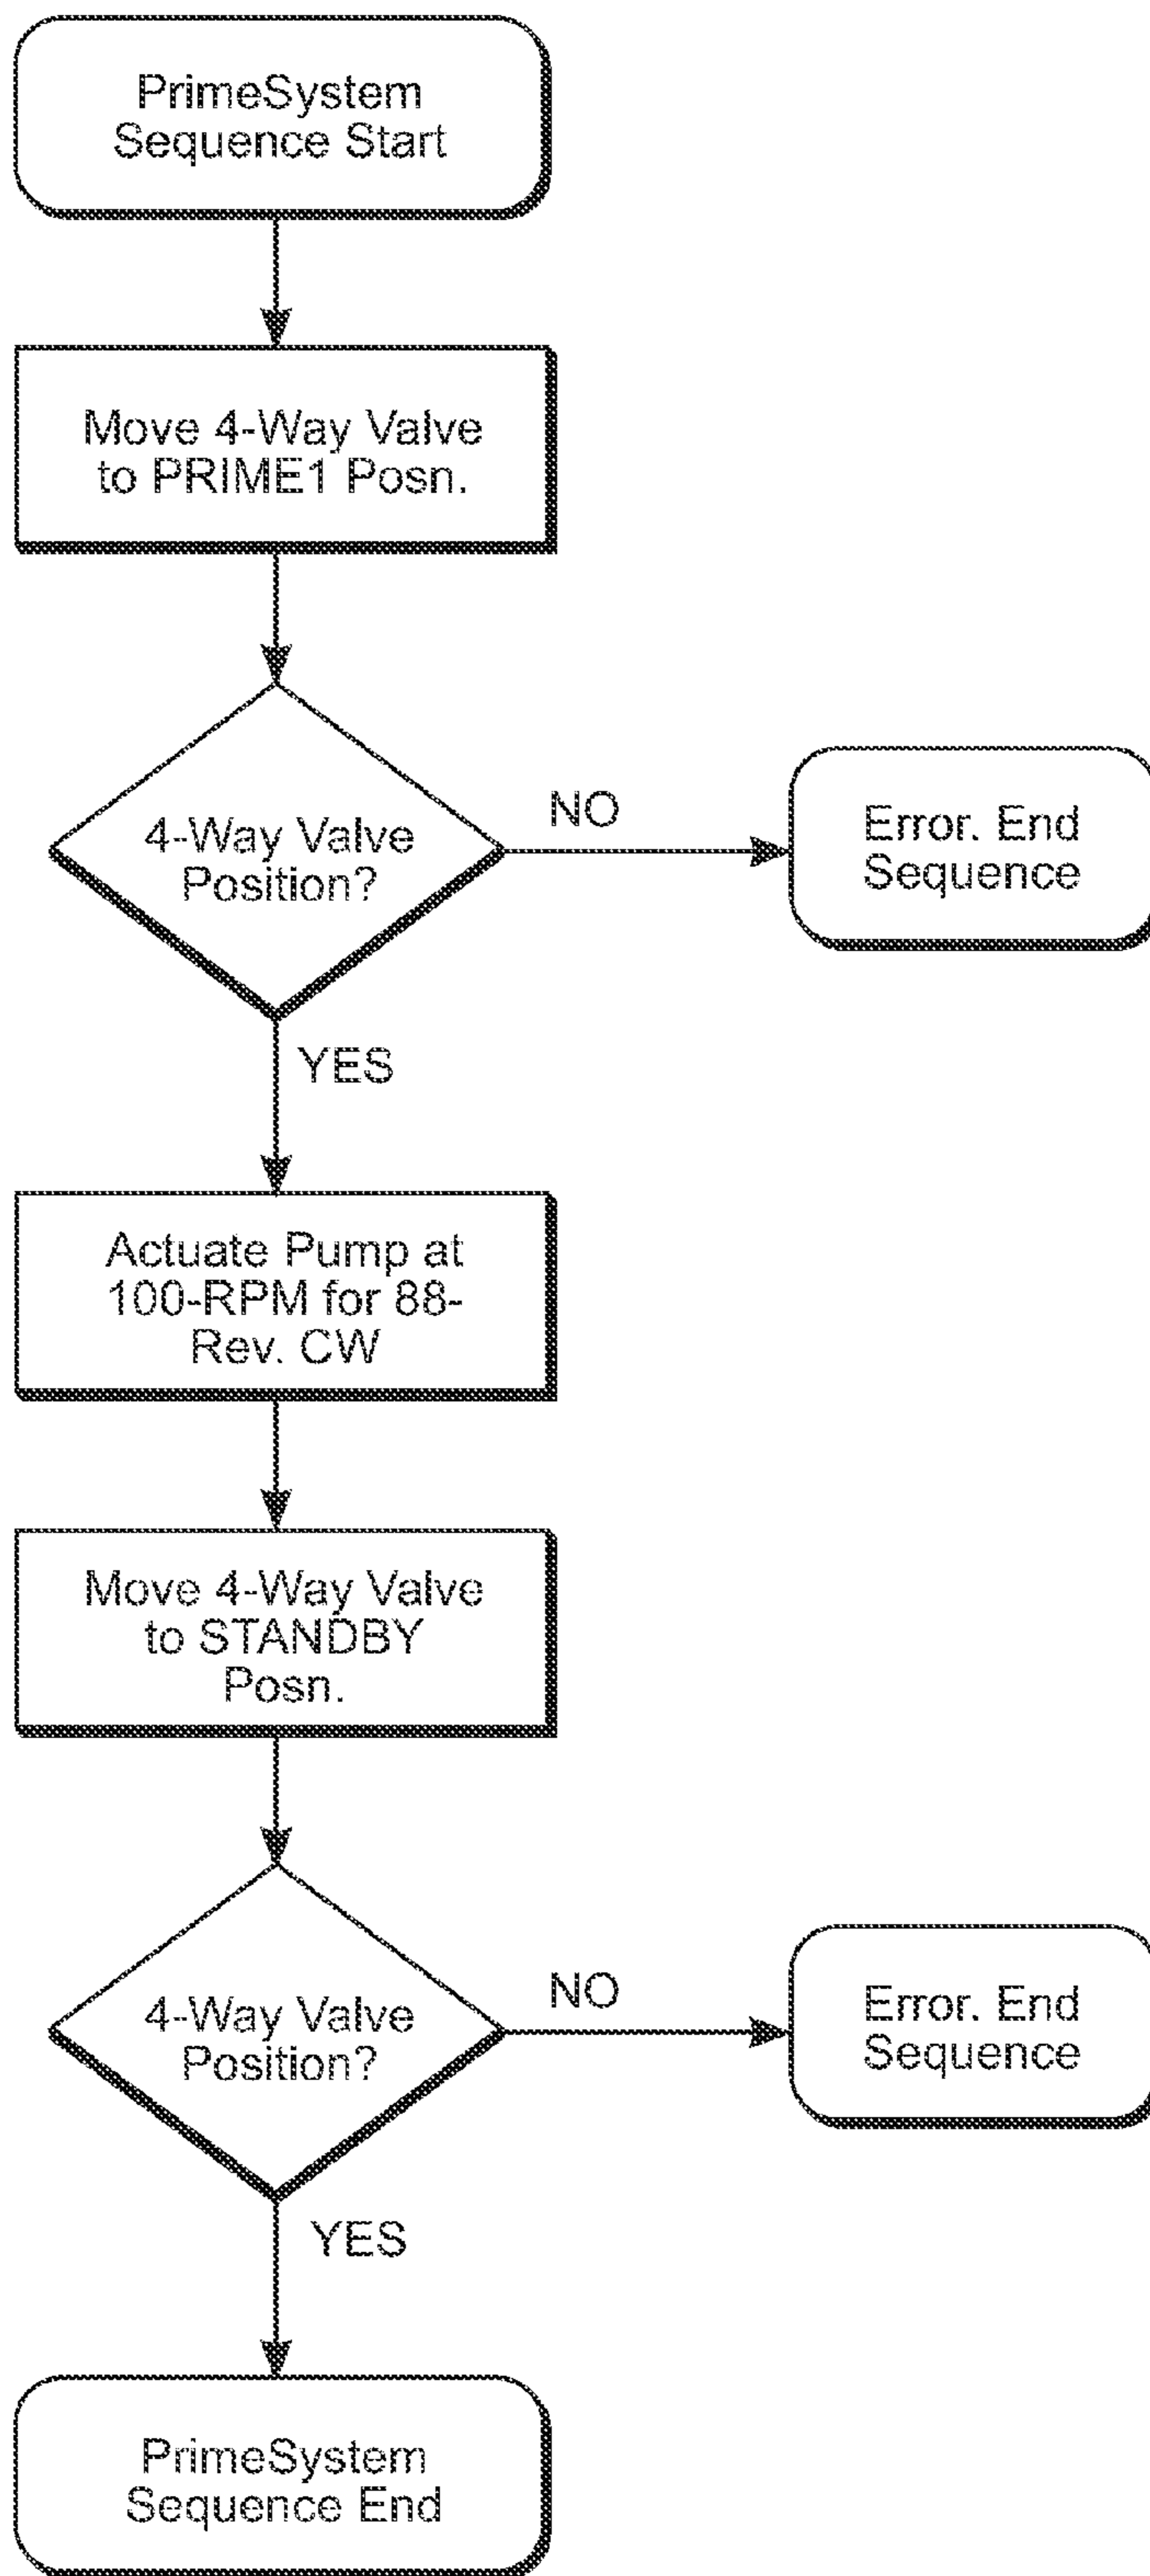 PrimeSystem
Sequence Start
Move 4-Way Valve
to PRIME1 Posn.
4-Way Valve
Position?
NO
Error. End
Sequence
YES
Actuate Pump at
100-RPM for 88-
Rev. CW
Move 4-Way Valve
to STANDBY
Posn.
4-Way Valve
Position?
NO
Error. End
Sequence
YES
PrimeSystem
Sequence End